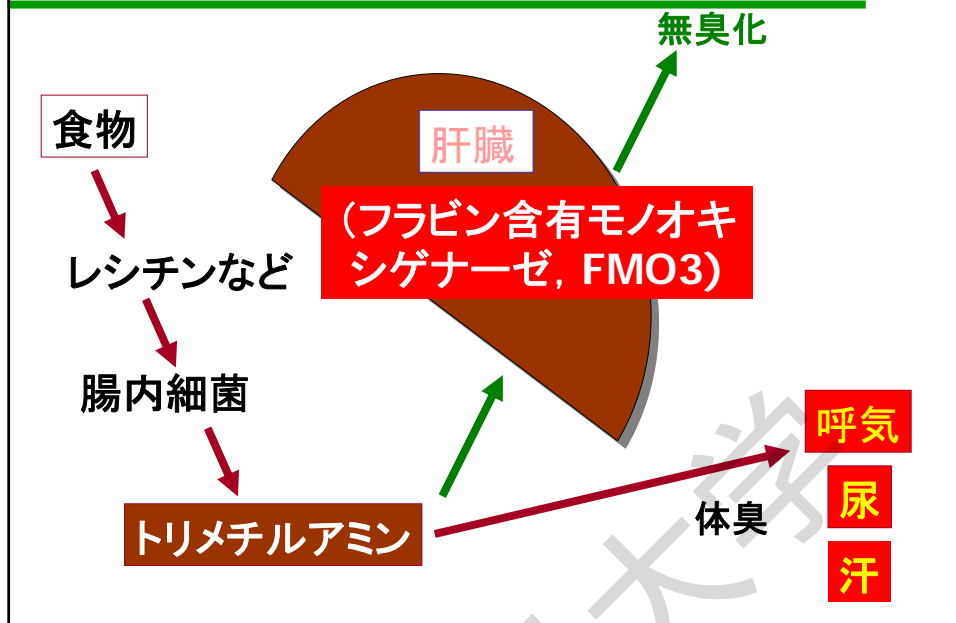 無臭化
食物
肝臓
(フラビン含有モノオキ
シゲナーゼ, FMO3)
レシチンなど
腸内細菌
トリメチルアミン
体臭
呼気
尿
汗
大学